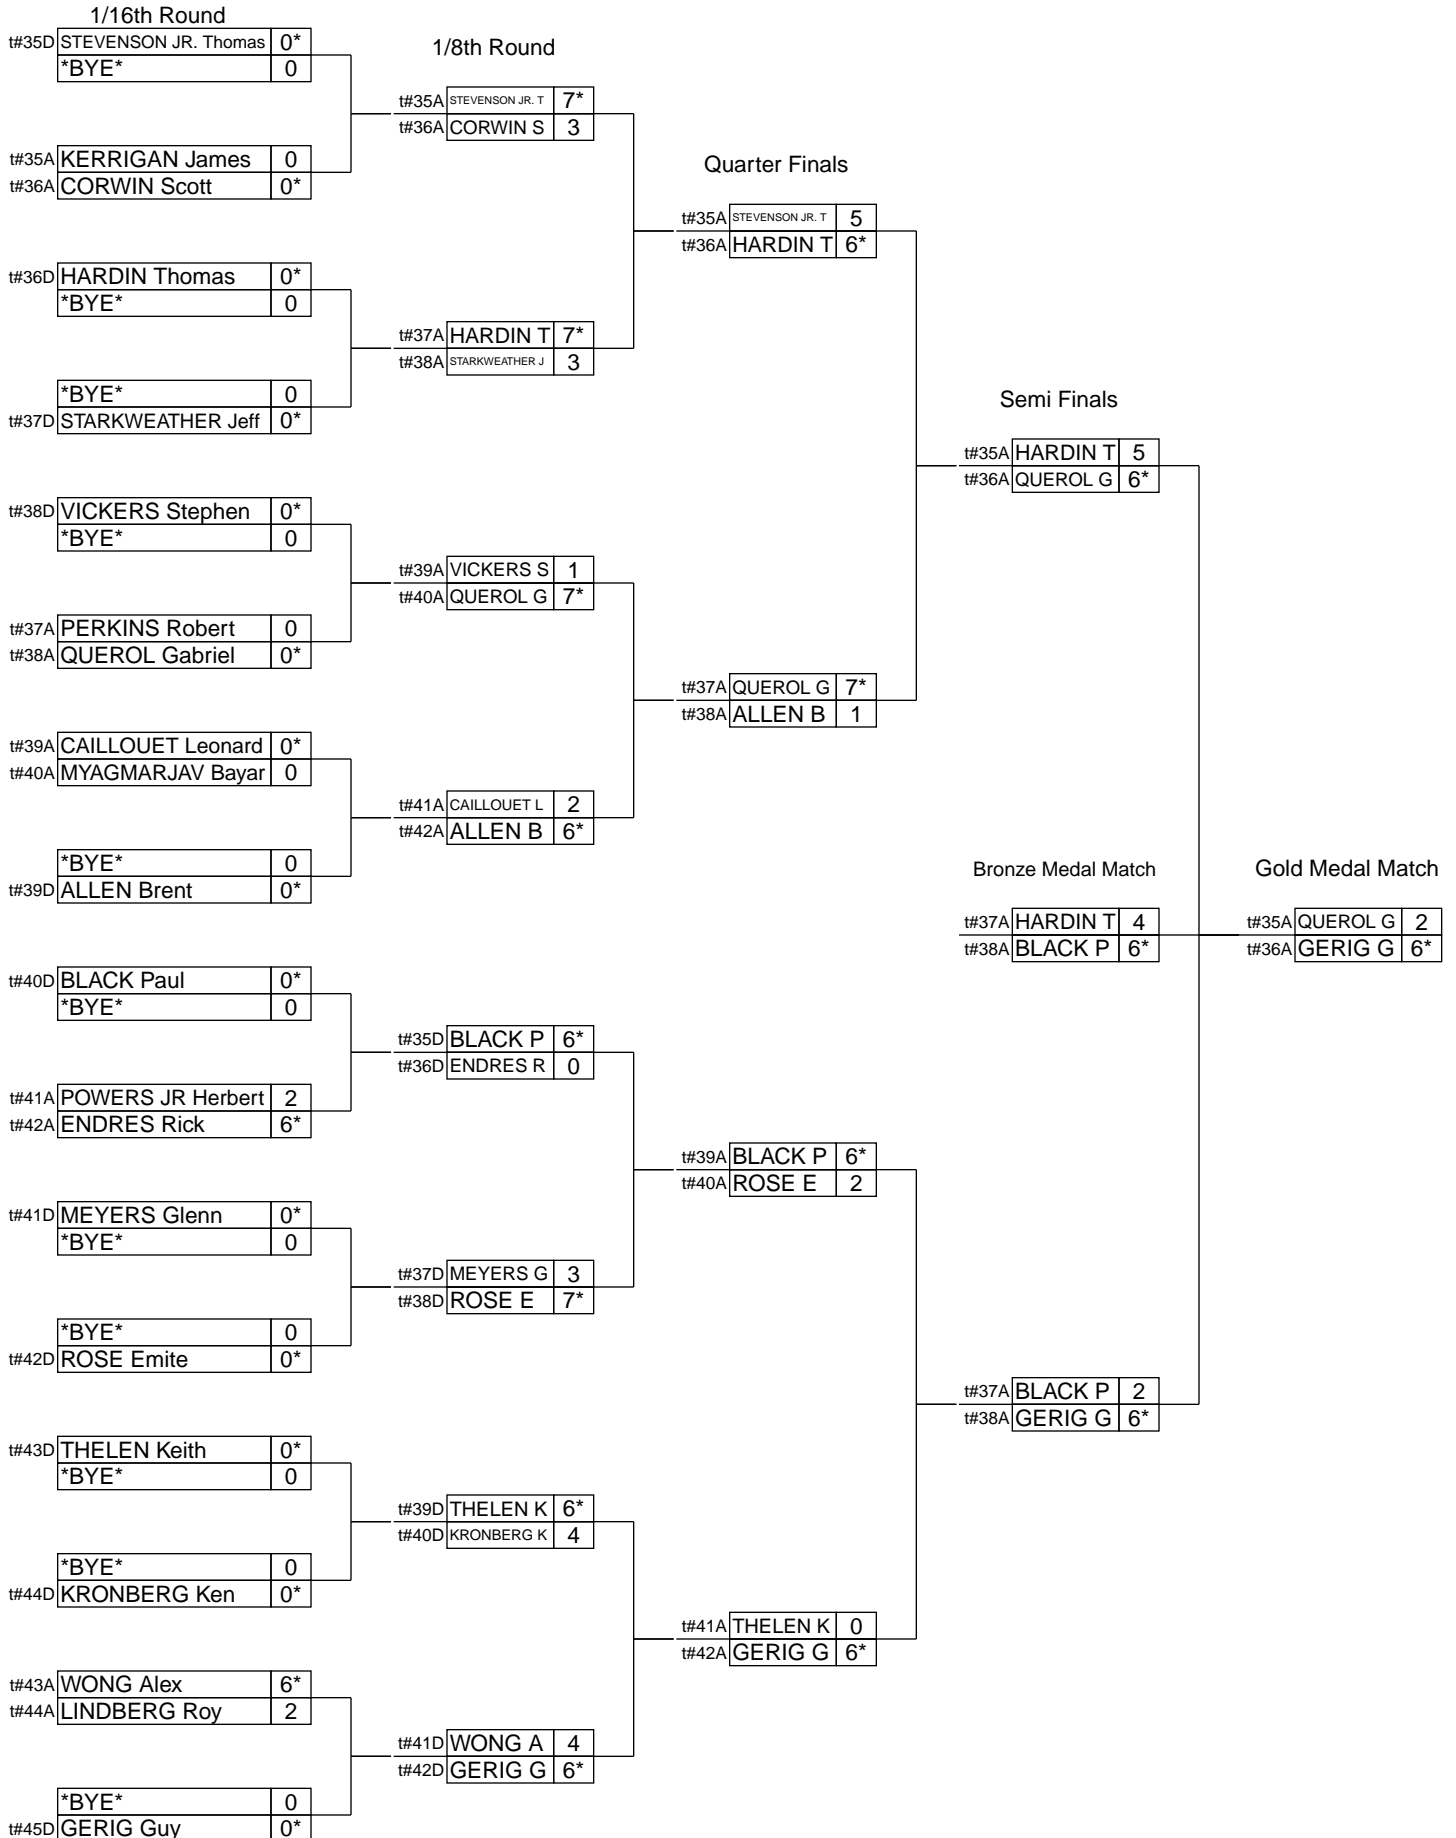 1/16th Round
t#35D STEVENSON JR. Thomas 0*
*BYE* 0
t#35A KERRIGAN James 0
t#36A CORWIN Scott 0*
t#36D HARDIN Thomas 0*
*BYE* 0
*BYE* 0
t#37D STARKWEATHER Jeff 0*
t#38D VICKERS Stephen 0*
*BYE* 0
t#37A PERKINS Robert 0
t#38A QUEROL Gabriel 0*
t#39A CAILLOUET Leonard 0*
t#40A MYAGMARJAV Bayar 0
*BYE* 0
t#39D ALLEN Brent 0*
t#40D BLACK Paul 0*
*BYE* 0
t#41A POWERS JR Herbert 2
t#42A ENDRES Rick 6*
t#41D MEYERS Glenn 0*
*BYE* 0
*BYE* 0
t#42D ROSE Emite 0*
t#43D THELEN Keith 0*
*BYE* 0
*BYE* 0
t#44D KRONBERG Ken 0*
t#43A WONG Alex 6*
t#44A LINDBERG Roy 2
*BYE* 0
t#45D GERIG Guy 0*
1/8th Round
t#35A STEVENSON JR. T 7*
t#36A CORWIN S 3
t#37A HARDIN T 7*
t#38A STARKWEATHER J 3
t#39A VICKERS S 1
t#40A QUEROL G 7*
t#41A CAILLOUET L 2
t#42A ALLEN B 6*
t#35D BLACK P 6*
t#36D ENDRES R 0
t#37D MEYERS G 3
t#38D ROSE E 7*
t#39D THELEN K 6*
t#40D KRONBERG K 4
t#41D WONG A 4
t#42D GERIG G 6*
Quarter Finals
t#35A STEVENSON JR. T 5
t#36A HARDIN T 6*
t#37A QUEROL G 7*
t#38A ALLEN B 1
t#39A BLACK P 6*
t#40A ROSE E 2
t#41A THELEN K 0
t#42A GERIG G 6*
Semi Finals
t#35A HARDIN T 5
t#36A QUEROL G 6*
t#37A BLACK P 2
t#38A GERIG G 6*
Bronze Medal Match
t#37A HARDIN T 4
t#38A BLACK P 6*
Gold Medal Match
t#35A QUEROL G 2
t#36A GERIG G 6*